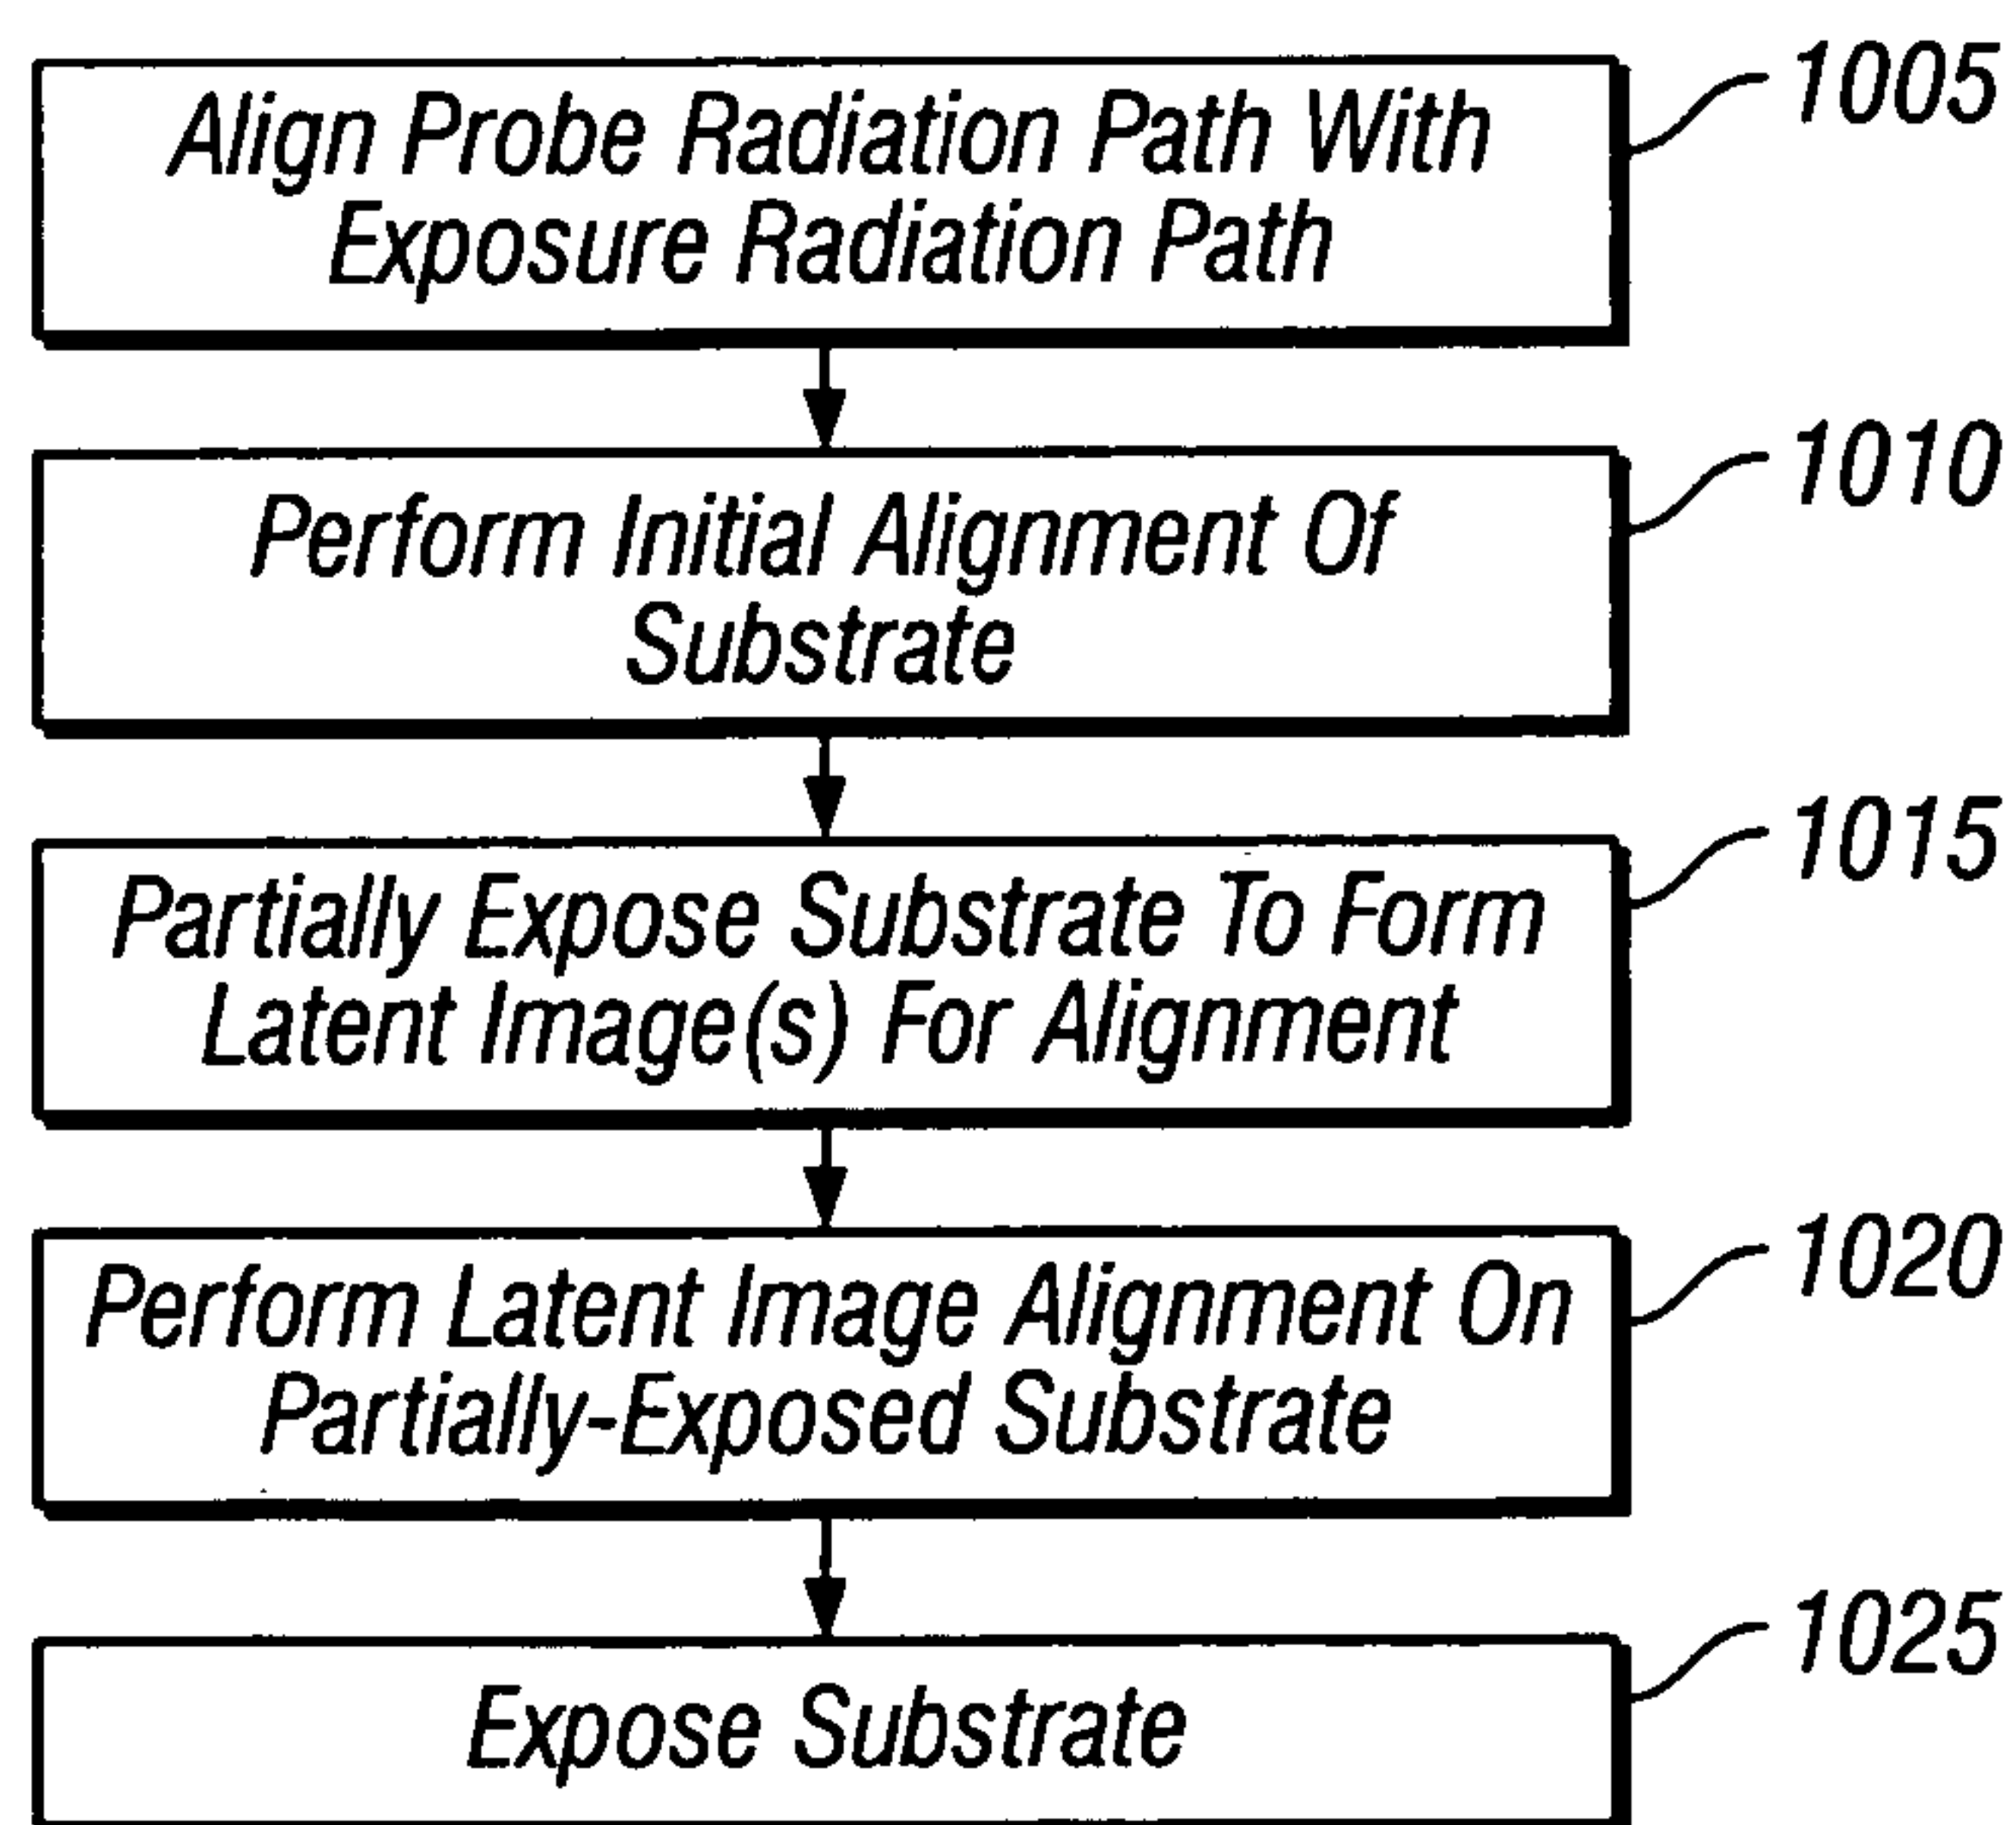 Align Probe Radiation Path With
Exposure Radiation Path
1005
Perform Initial Alignment Of
Substrate
1010
Partially Expose Substrate To Form
Latent Image(s) For Alignment
1015
Perform Latent Image Alignment On
Partially-Exposed Substrate
1020
Expose Substrate
1025